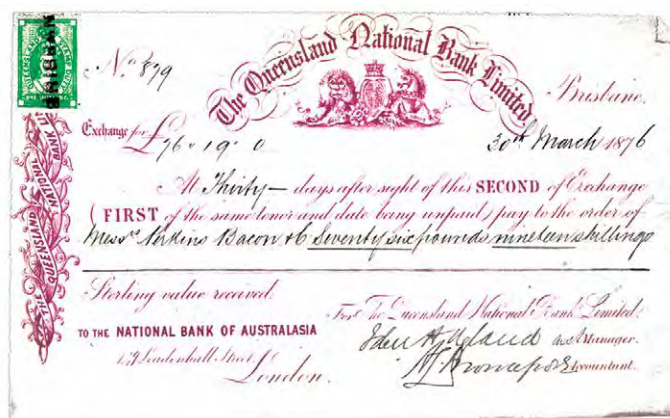 The Queensland National Bank Limited.
No. 879
Brisbane,
Exchange for £76 " 19 " 0
30th March 1876
At Thirty — days after sight of this SECOND of Exchange
(FIRST of the same tenor and date being unpaid) pay to the order of
Messrs Perkins Bacon & Co Seventy six pounds nineteen shillings
Sterling value received.
For The Queensland National Bank Limited,
TO THE NATIONAL BANK OF AUSTRALASIA
Manager.
Leadenhall Street,
Accountant.
London.
THE QUEENSLAND NATIONAL BANK
BRISBAN